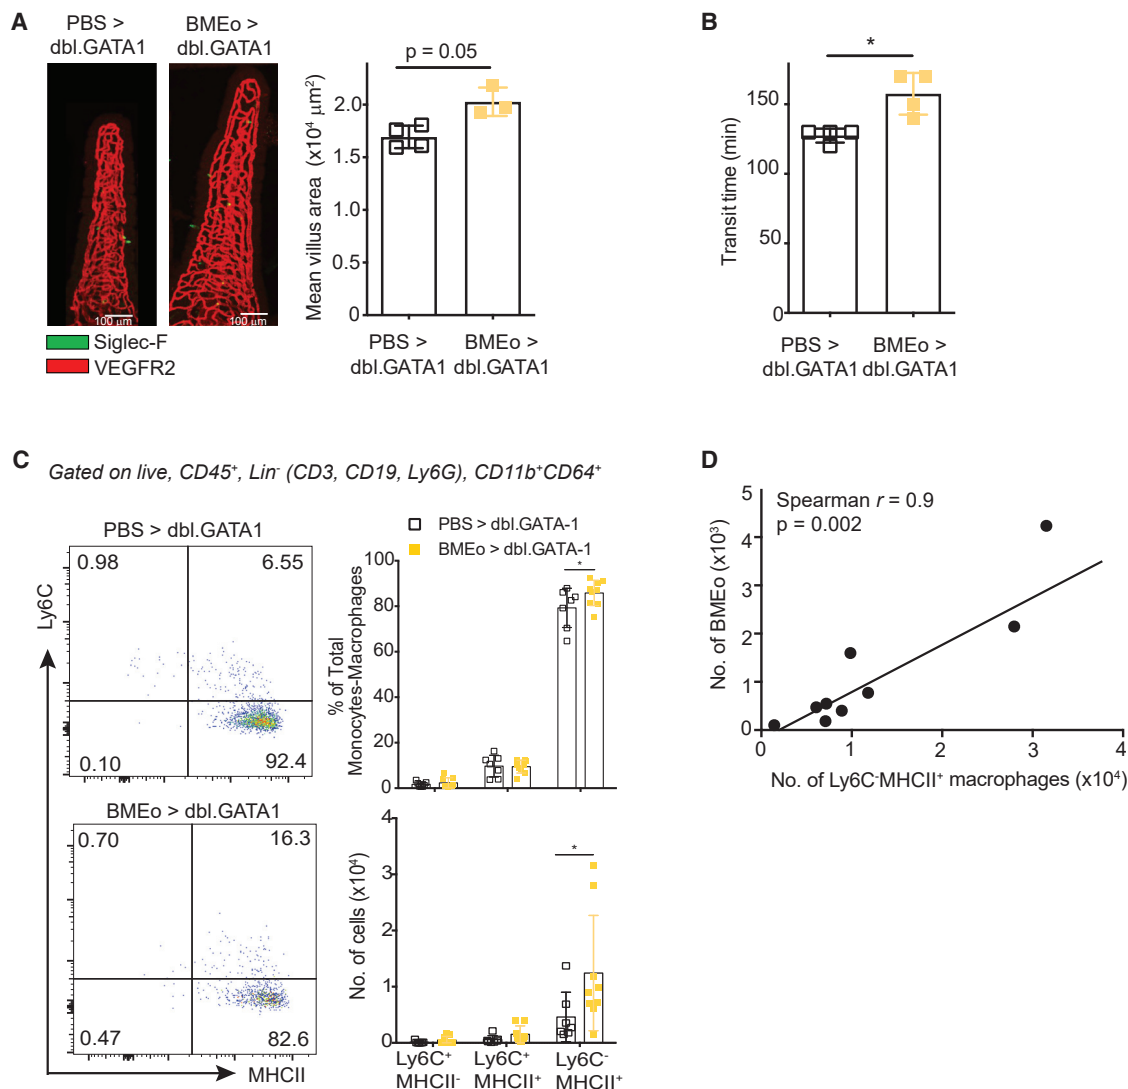 A
PBS >
dbl.GATA1
BMEo >
dbl.GATA1
100 μm
100 μm
Siglec-F
VEGFR2
p = 0.05
Mean villus area (x10⁴ μm²)
2.0
1.5
1.0
0.5
0
PBS >
dbl.GATA1
BMEo >
dbl.GATA1
B
*
Transit time (min)
150
100
50
0
PBS >
dbl.GATA1
BMEo >
dbl.GATA1
C
Gated on live, CD45⁺, Lin⁻ (CD3, CD19, Ly6G), CD11b⁺CD64⁺
PBS > dbl.GATA1
0.98
6.55
0.10
92.4
Ly6C
BMEo > dbl.GATA1
0.70
16.3
0.47
82.6
MHCII
PBS > dbl.GATA-1
BMEo > dbl.GATA-1
*
% of Total
Monocytes-Macrophages
100
80
60
40
20
0
*
No. of cells (x10⁴)
4
3
2
1
0
Ly6C⁺
MHCII⁻
Ly6C⁺
MHCII⁺
Ly6C⁻
MHCII⁺
D
Spearman r = 0.9
p = 0.002
No. of BMEo (x10³)
5
4
3
2
1
0
0
1
2
3
4
No. of Ly6C⁻MHCII⁺ macrophages (x10⁴)